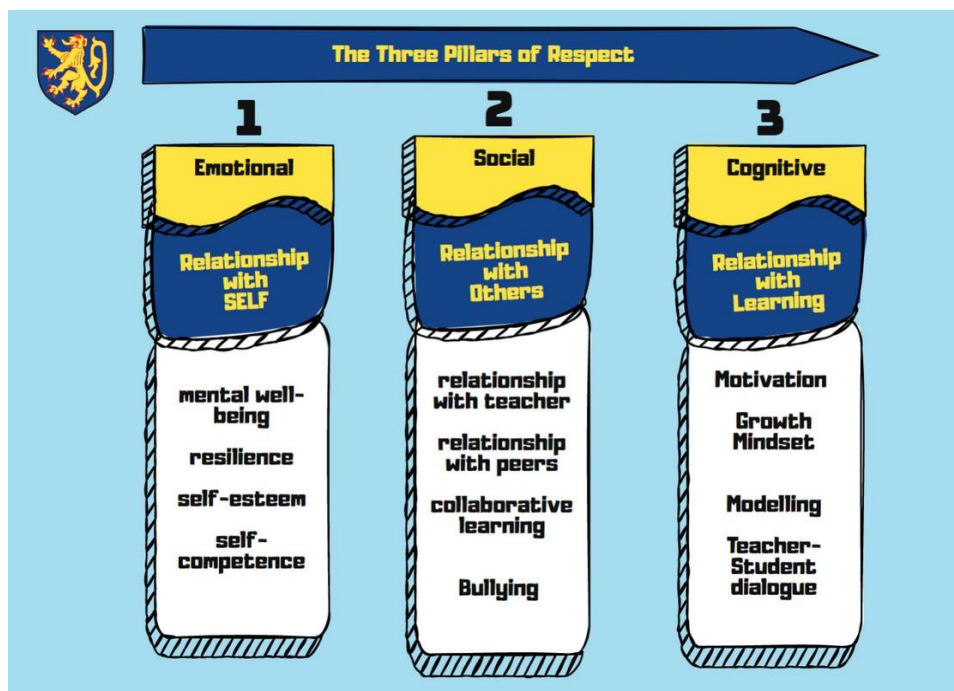 The Three Pillars of Respect
1
Emotional
Relationship
with
SELF
mental well-
being
resilience
self-esteem
self-
competence
2
Social
Relationship
with
Others
relationship
with teacher
relationship
with peers
collaborative
learning
Bullying
3
Cognitive
Relationship
with
Learning
Motivation
Growth
Mindset
Modelling
Teacher-
Student
dialogue